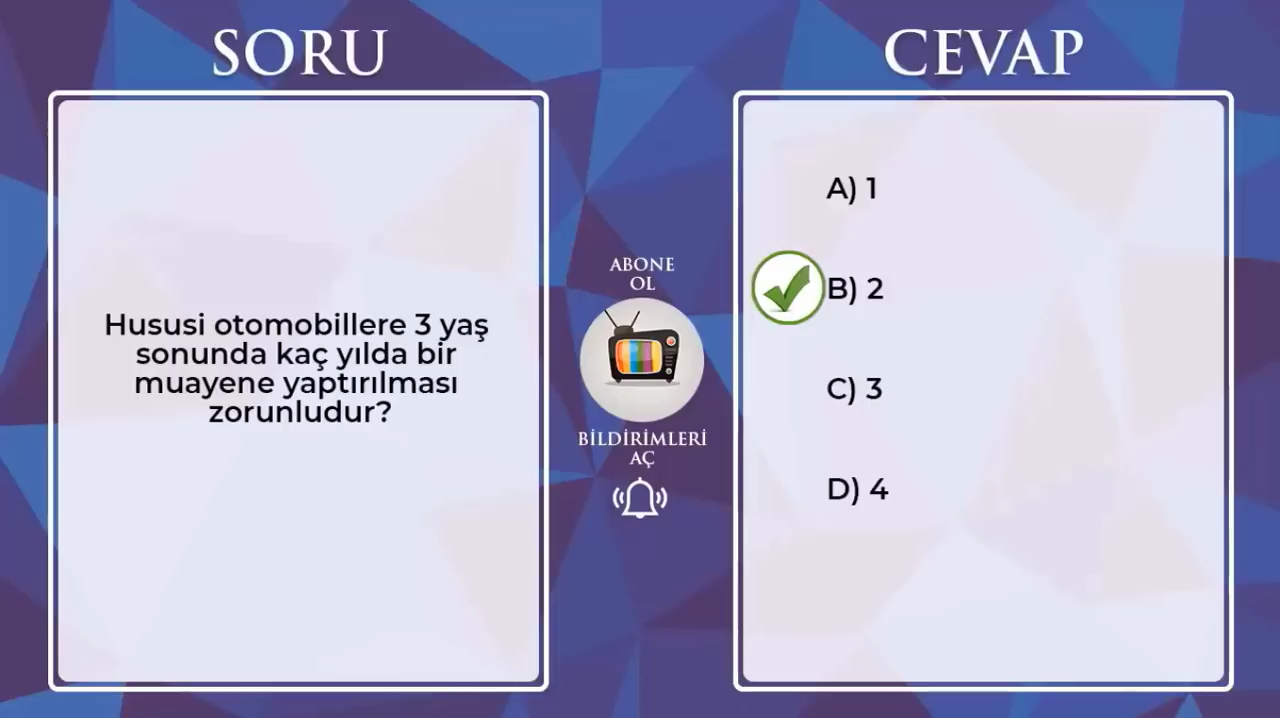 SORU
Hususi otomobillere 3 yaş
sonunda kaç yılda bir
muayene yaptırılması
zorunludur?
ABONE
OL
BİLDİRİMLERİ
AÇ
CEVAP
A) 1
B) 2
C) 3
D) 4